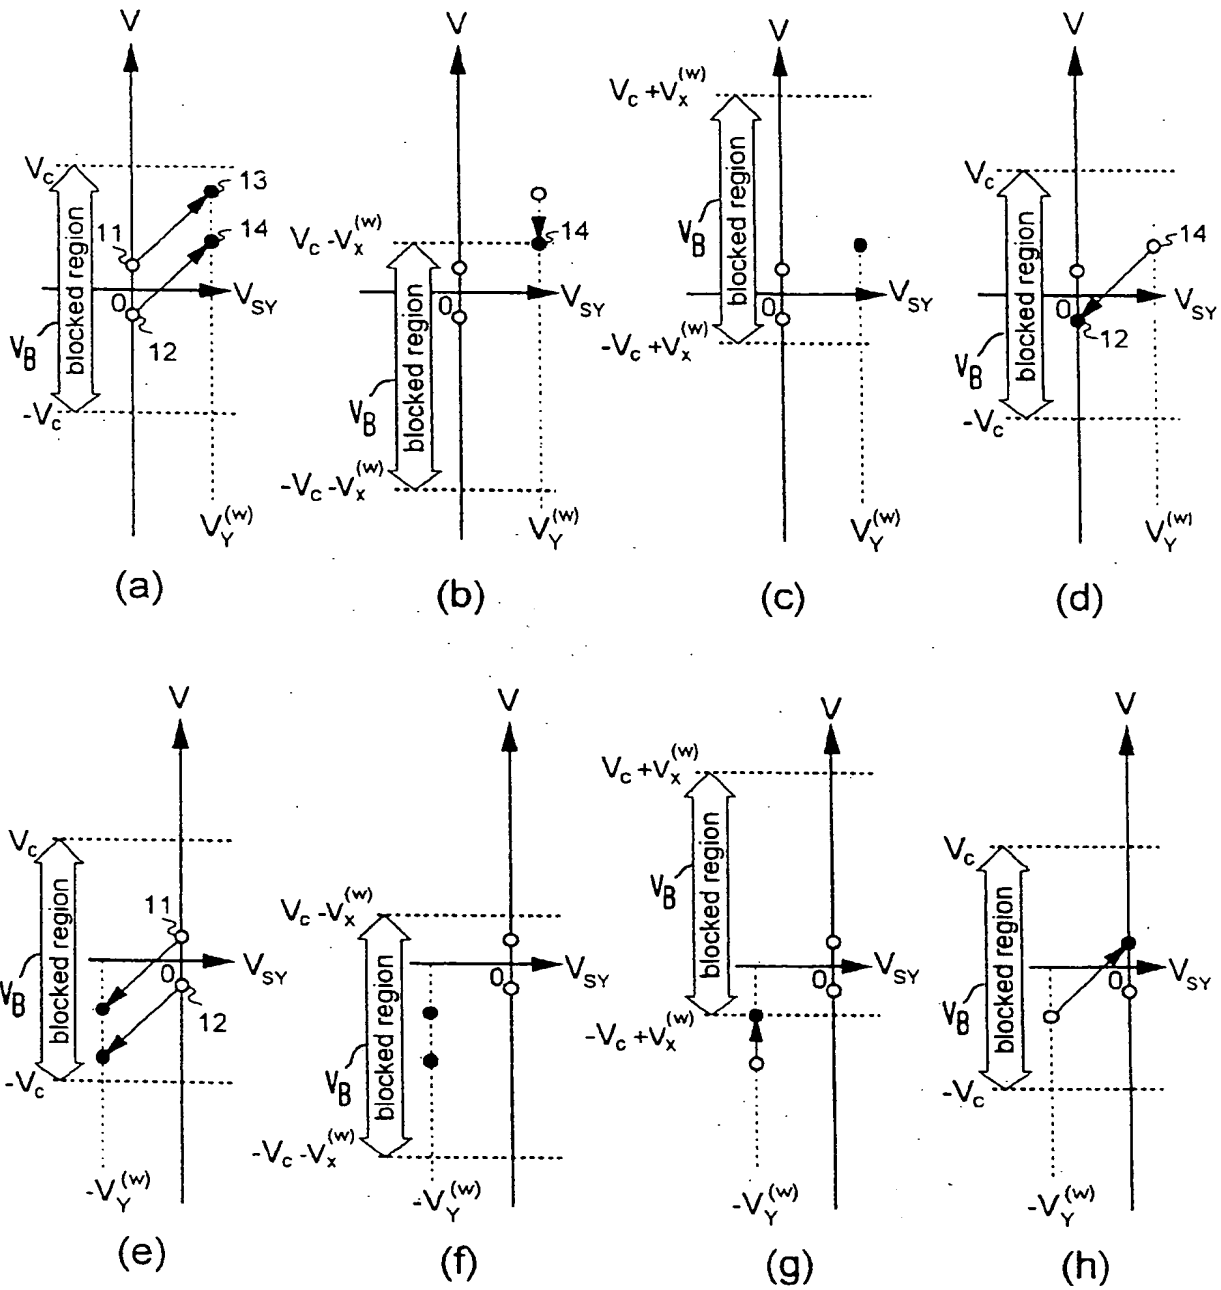 V
V_c
13
11
14
blocked region
0
V_SY
V_B
12
-V_c
V_Y^(w)
(a)
V
V_c -V_x^(w)
14
0
V_SY
V_B
blocked region
-V_c -V_x^(w)
V_Y^(w)
(b)
V
V_c +V_x^(w)
V_B
blocked region
0
V_SY
-V_c +V_x^(w)
V_Y^(w)
(c)
V
V_c
14
blocked region
0
V_SY
12
V_B
-V_c
V_Y^(w)
(d)
V
V_c
11
blocked region
0
V_SY
V_B
12
-V_c
-V_Y^(w)
(e)
V
V_c -V_x^(w)
0
V_SY
V_B
blocked region
-V_c -V_x^(w)
-V_Y^(w)
(f)
V
V_c +V_x^(w)
V_B
blocked region
0
V_SY
-V_c +V_x^(w)
-V_Y^(w)
(g)
V
V_c
blocked region
0
V_SY
V_B
-V_c
-V_Y^(w)
(h)